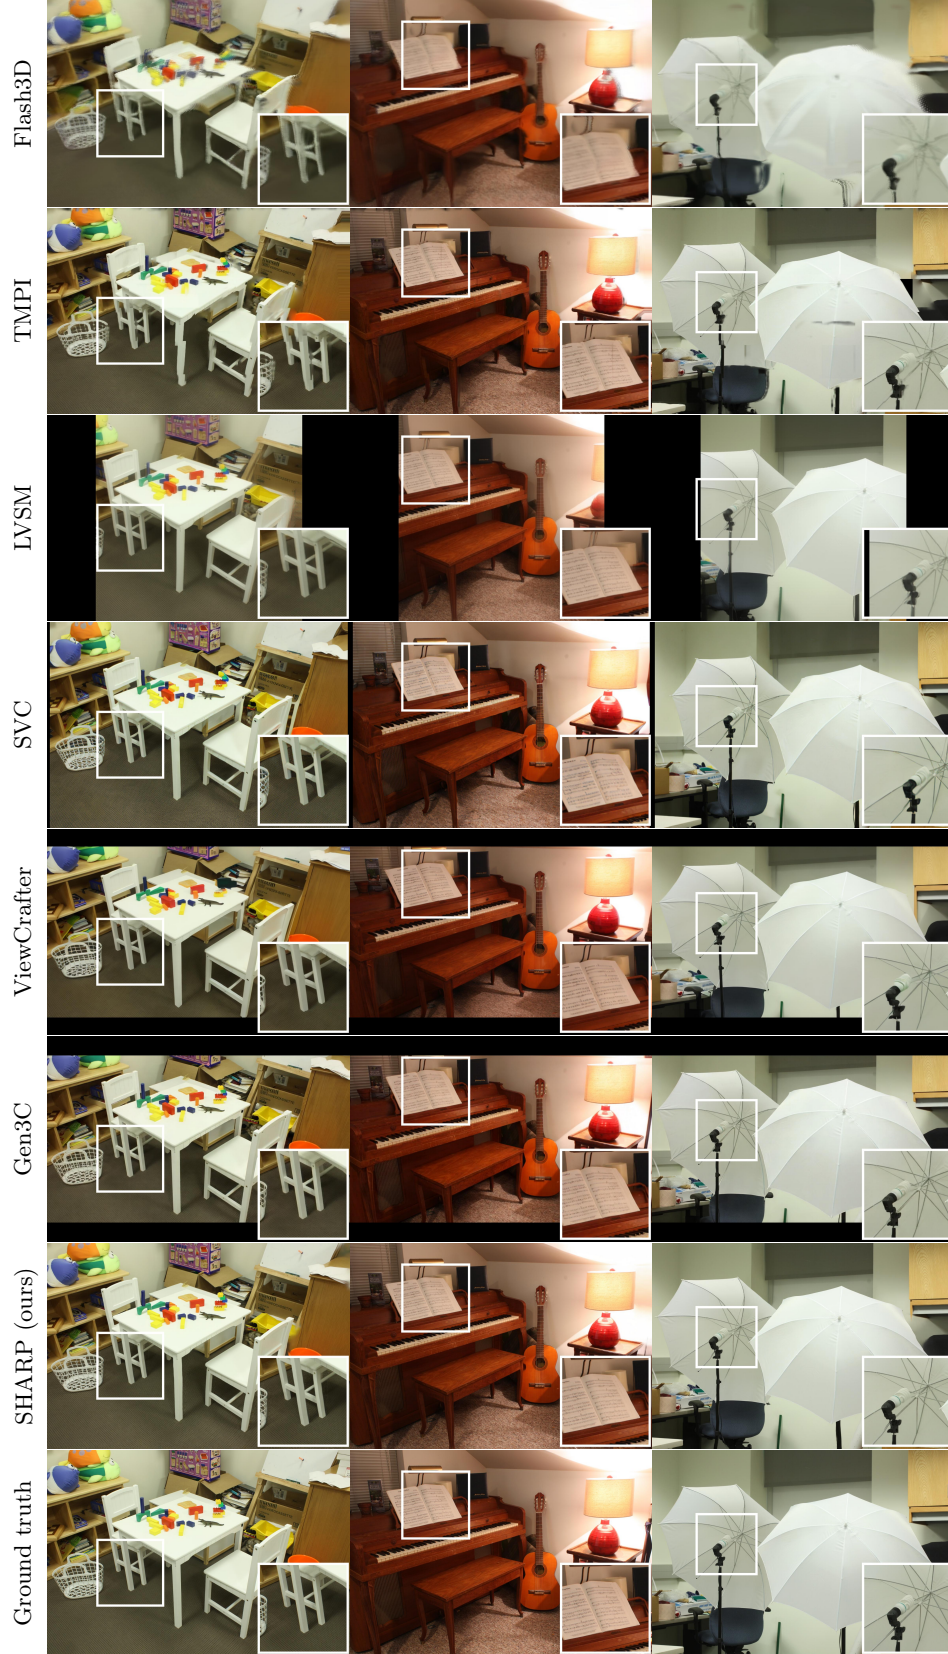 Flash3D
TMPI
LVSM
SVC
ViewCrafter
Gen3C
SHARP (ours)
Ground truth